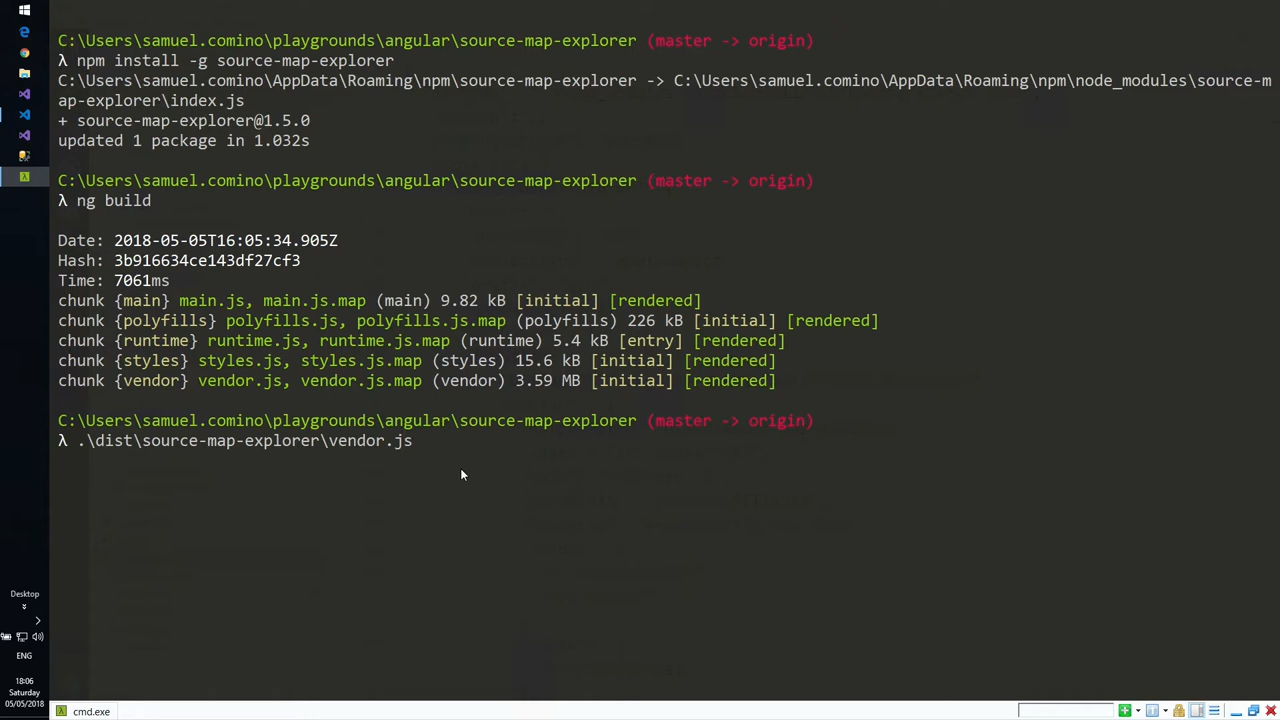 C:\Users\samuel.comino\playgrounds\angular\source-map-explorer (master -> origin)
λ npm install -g source-map-explorer
C:\Users\samuel.comino\AppData\Roaming\npm\source-map-explorer -> C:\Users\samuel.comino\AppData\Roaming\npm\node_modules\source-m
ap-explorer\index.js
+ source-map-explorer@1.5.0
updated 1 package in 1.032s
C:\Users\samuel.comino\playgrounds\angular\source-map-explorer (master -> origin)
λ ng build
Date: 2018-05-05T16:05:34.905Z
Hash: 3b916634ce143df27cf3
Time: 7061ms
chunk {main} main.js, main.js.map (main) 9.82 kB [initial] [rendered]
chunk {polyfills} polyfills.js, polyfills.js.map (polyfills) 226 kB [initial] [rendered]
chunk {runtime} runtime.js, runtime.js.map (runtime) 5.4 kB [entry] [rendered]
chunk {styles} styles.js, styles.js.map (styles) 15.6 kB [initial] [rendered]
chunk {vendor} vendor.js, vendor.js.map (vendor) 3.59 MB [initial] [rendered]
C:\Users\samuel.comino\playgrounds\angular\source-map-explorer (master -> origin)
λ .\dist\source-map-explorer\vendor.js
Desktop
ENG
18:06
Saturday
05/05/2018
cmd.exe